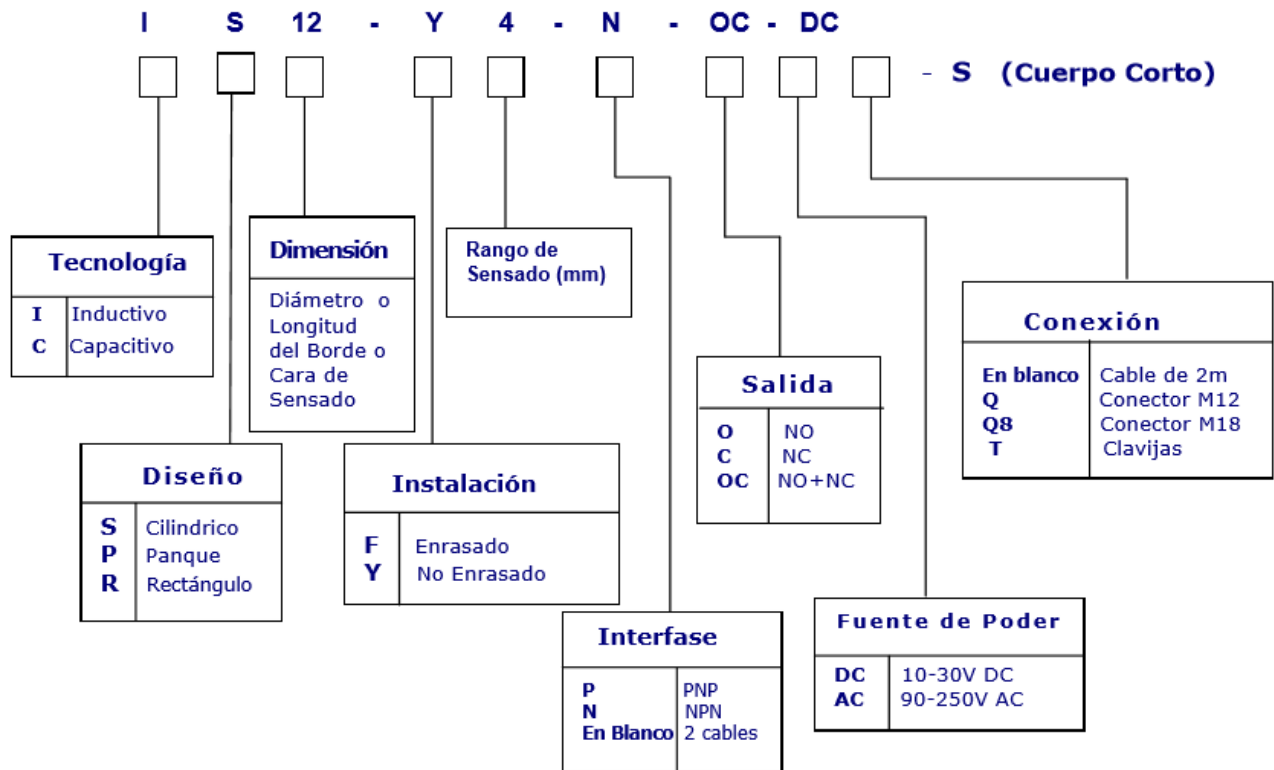 I S 12 - Y 4 - N - OC - DC
- S (Cuerpo Corto)
Tecnología
I Inductivo
C Capacitivo
Dimensión
Diámetro o
Longitud
del Borde o
Cara de
Sensado
Rango de
Sensado (mm)
Conexión
En blanco Cable de 2m
Q Conector M12
Q8 Conector M18
T Clavijas
Salida
O NO
C NC
OC NO+NC
Diseño
S Cilindrico
P Panque
R Rectángulo
Instalación
F Enrasado
Y No Enrasado
Interfase
P PNP
N NPN
En Blanco 2 cables
Fuente de Poder
DC 10-30V DC
AC 90-250V AC